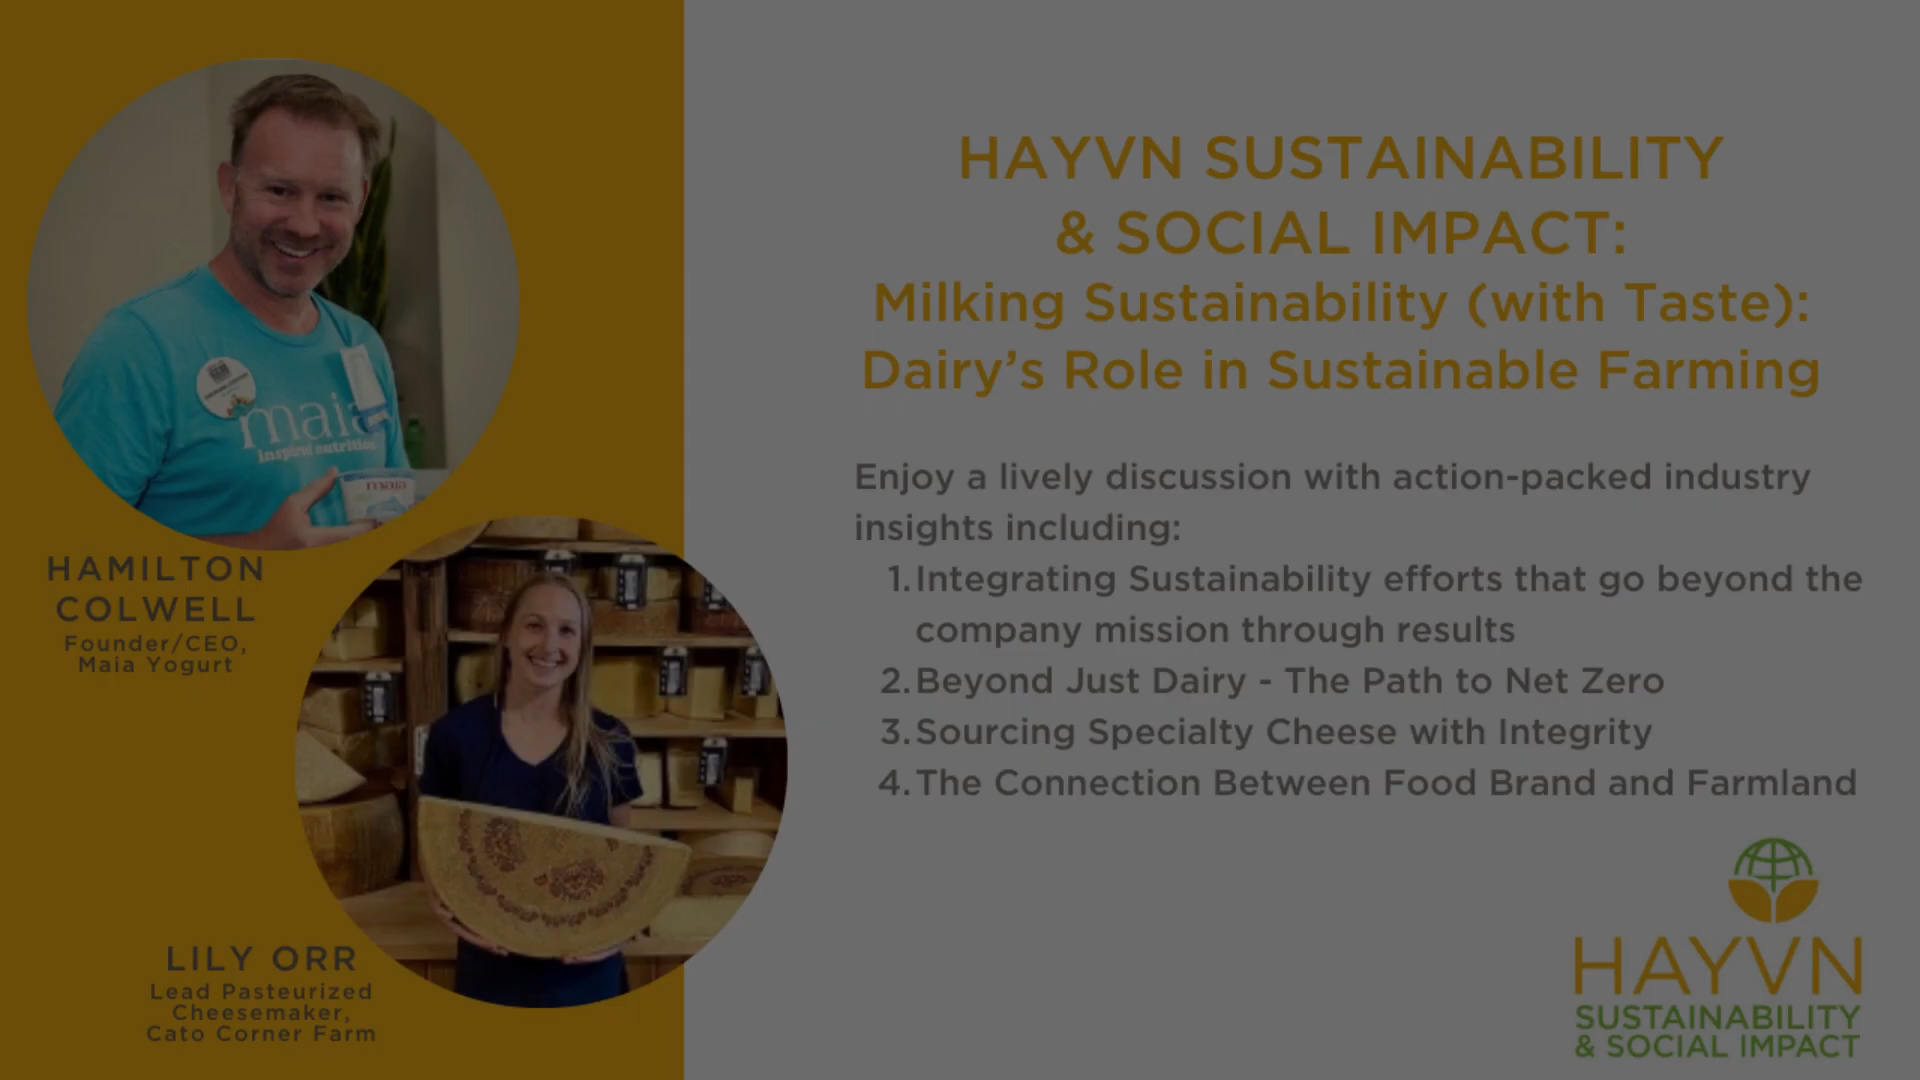 HAYVN SUSTAINABILITY
& SOCIAL IMPACT:
Milking Sustainability (with Taste):
Dairy's Role in Sustainable Farming
Enjoy a lively discussion with action-packed industry
insights including:
1. Integrating Sustainability efforts that go beyond the
company mission through results
2. Beyond Just Dairy - The Path to Net Zero
3. Sourcing Specialty Cheese with Integrity
4. The Connection Between Food Brand and Farmland
maia
inspired nutrition
maia
HAMILTON
COLWELL
Founder/CEO,
Maia Yogurt
LILY ORR
Lead Pasteurized
Cheesemaker,
Cato Corner Farm
HAYVN
SUSTAINABILITY
& SOCIAL IMPACT